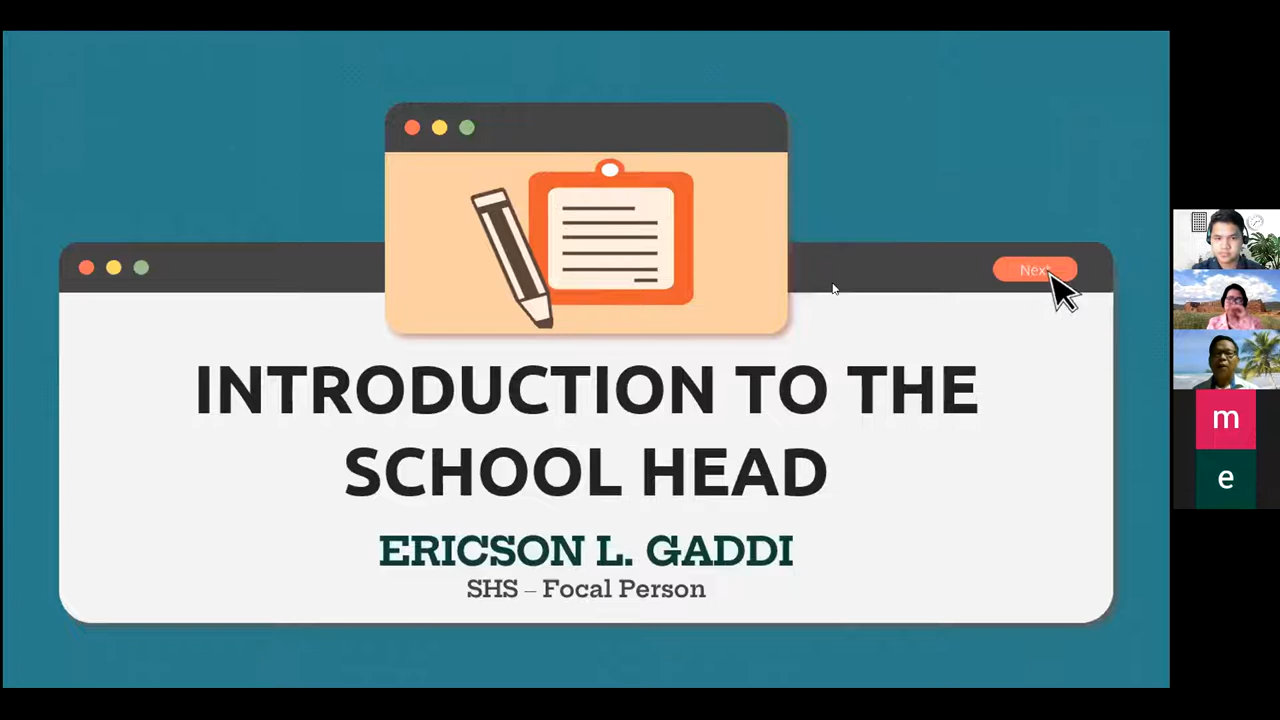 Next
INTRODUCTION TO THE
SCHOOL HEAD
ERICSON L. GADDI
SHS – Focal Person
m
e